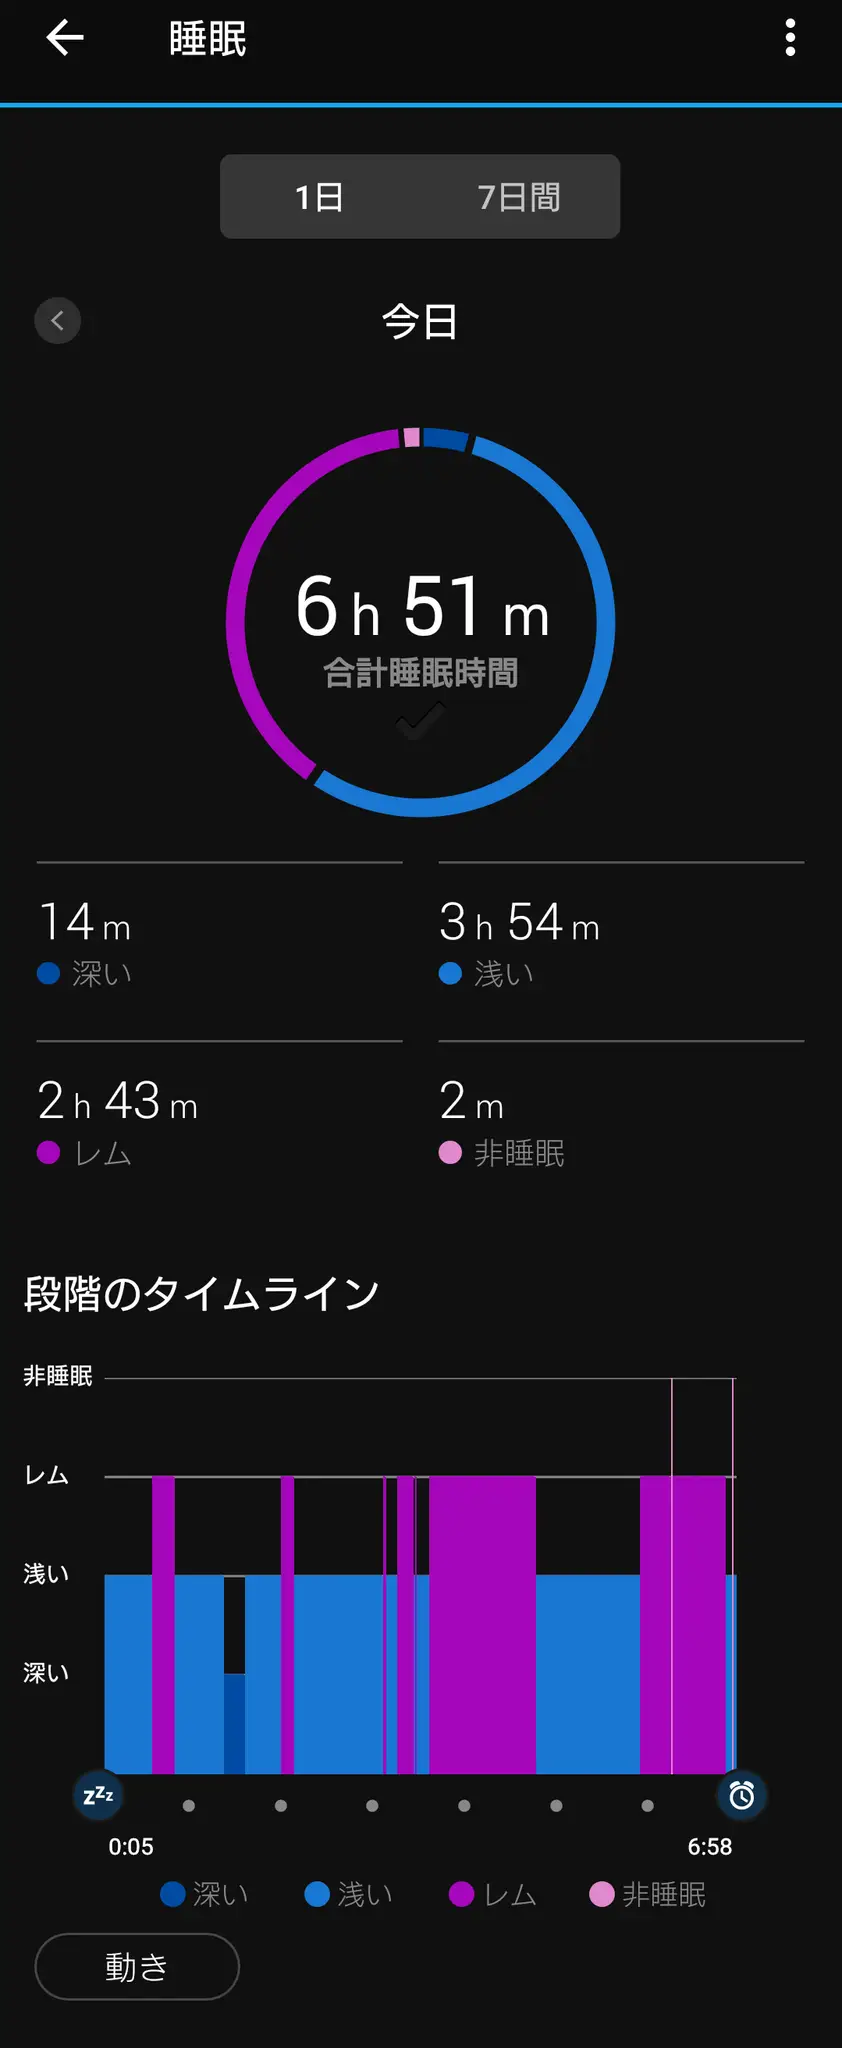 睡眠
1日 7日間
今日
6 h 51 m
合計睡眠時間
14 m 3 h 54 m
深い 浅い
2 h 43 m 2 m
レム 非睡眠
段階のタイムライン
非睡眠
レム
浅い
深い
zzz
0:05 6:58
深い 浅い レム 非睡眠
動き